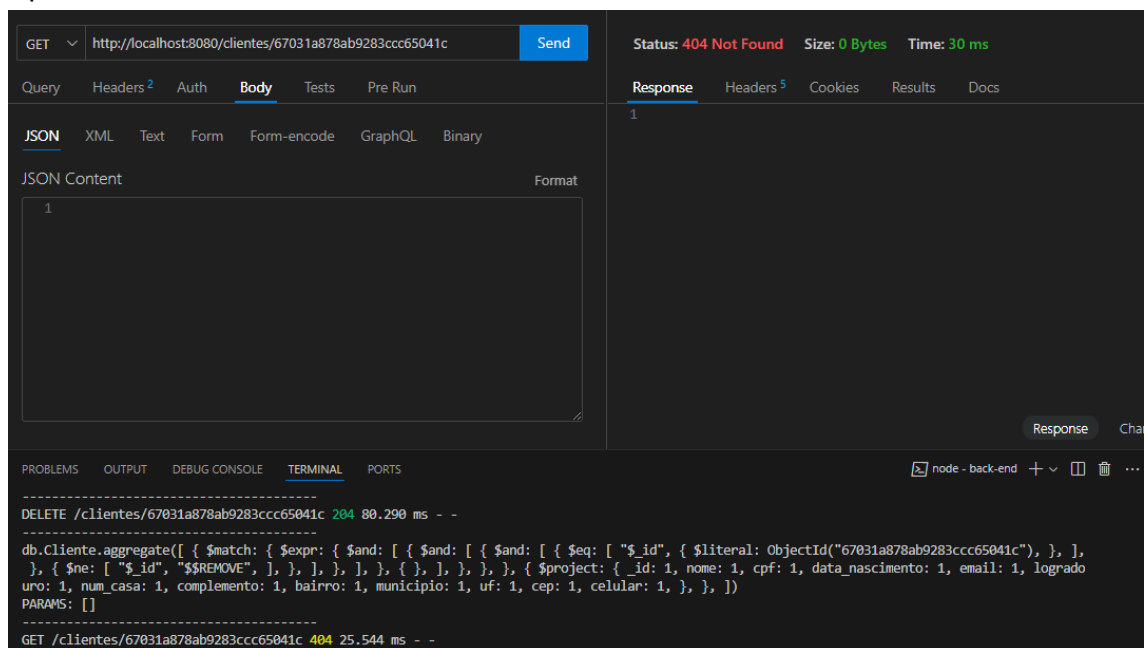 GET http://localhost:8080/clientes/67031a878ab9283ccc65041c Send
Status: 404 Not Found Size: 0 Bytes Time: 30 ms
Query Headers 2 Auth Body Tests Pre Run
Response Headers 5 Cookies Results Docs
1
JSON XML Text Form Form-encode GraphQL Binary
JSON Content Format
1
Response Cha
PROBLEMS OUTPUT DEBUG CONSOLE TERMINAL PORTS node - back-end
----------------------------------------
DELETE /clientes/67031a878ab9283ccc65041c 204 80.290 ms - -
----------------------------------------
db.Cliente.aggregate([ { $match: { $expr: { $and: [ { $and: [ { $and: [ { $eq: [ "$_id", { $literal: ObjectId("67031a878ab9283ccc65041c"), }, ],
}, { $ne: [ "$_id", "$$REMOVE", ], }, ], }, ], }, { }, ], }, }, }, { $project: { _id: 1, nome: 1, cpf: 1, data_nascimento: 1, email: 1, logrado
uro: 1, num_casa: 1, complemento: 1, bairro: 1, municipio: 1, uf: 1, cep: 1, celular: 1, }, }, ])
PARAMS: []
----------------------------------------
GET /clientes/67031a878ab9283ccc65041c 404 25.544 ms - -